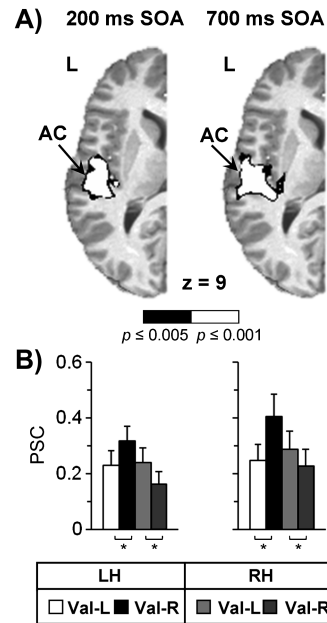 A) 200 ms SOA 700 ms SOA
L L
AC AC
z = 9
p ≤ 0.005 p ≤ 0.001
B)
0.6
0.4
0.2
0
PSC
* * * *
LH RH
Val-L Val-R Val-L Val-R